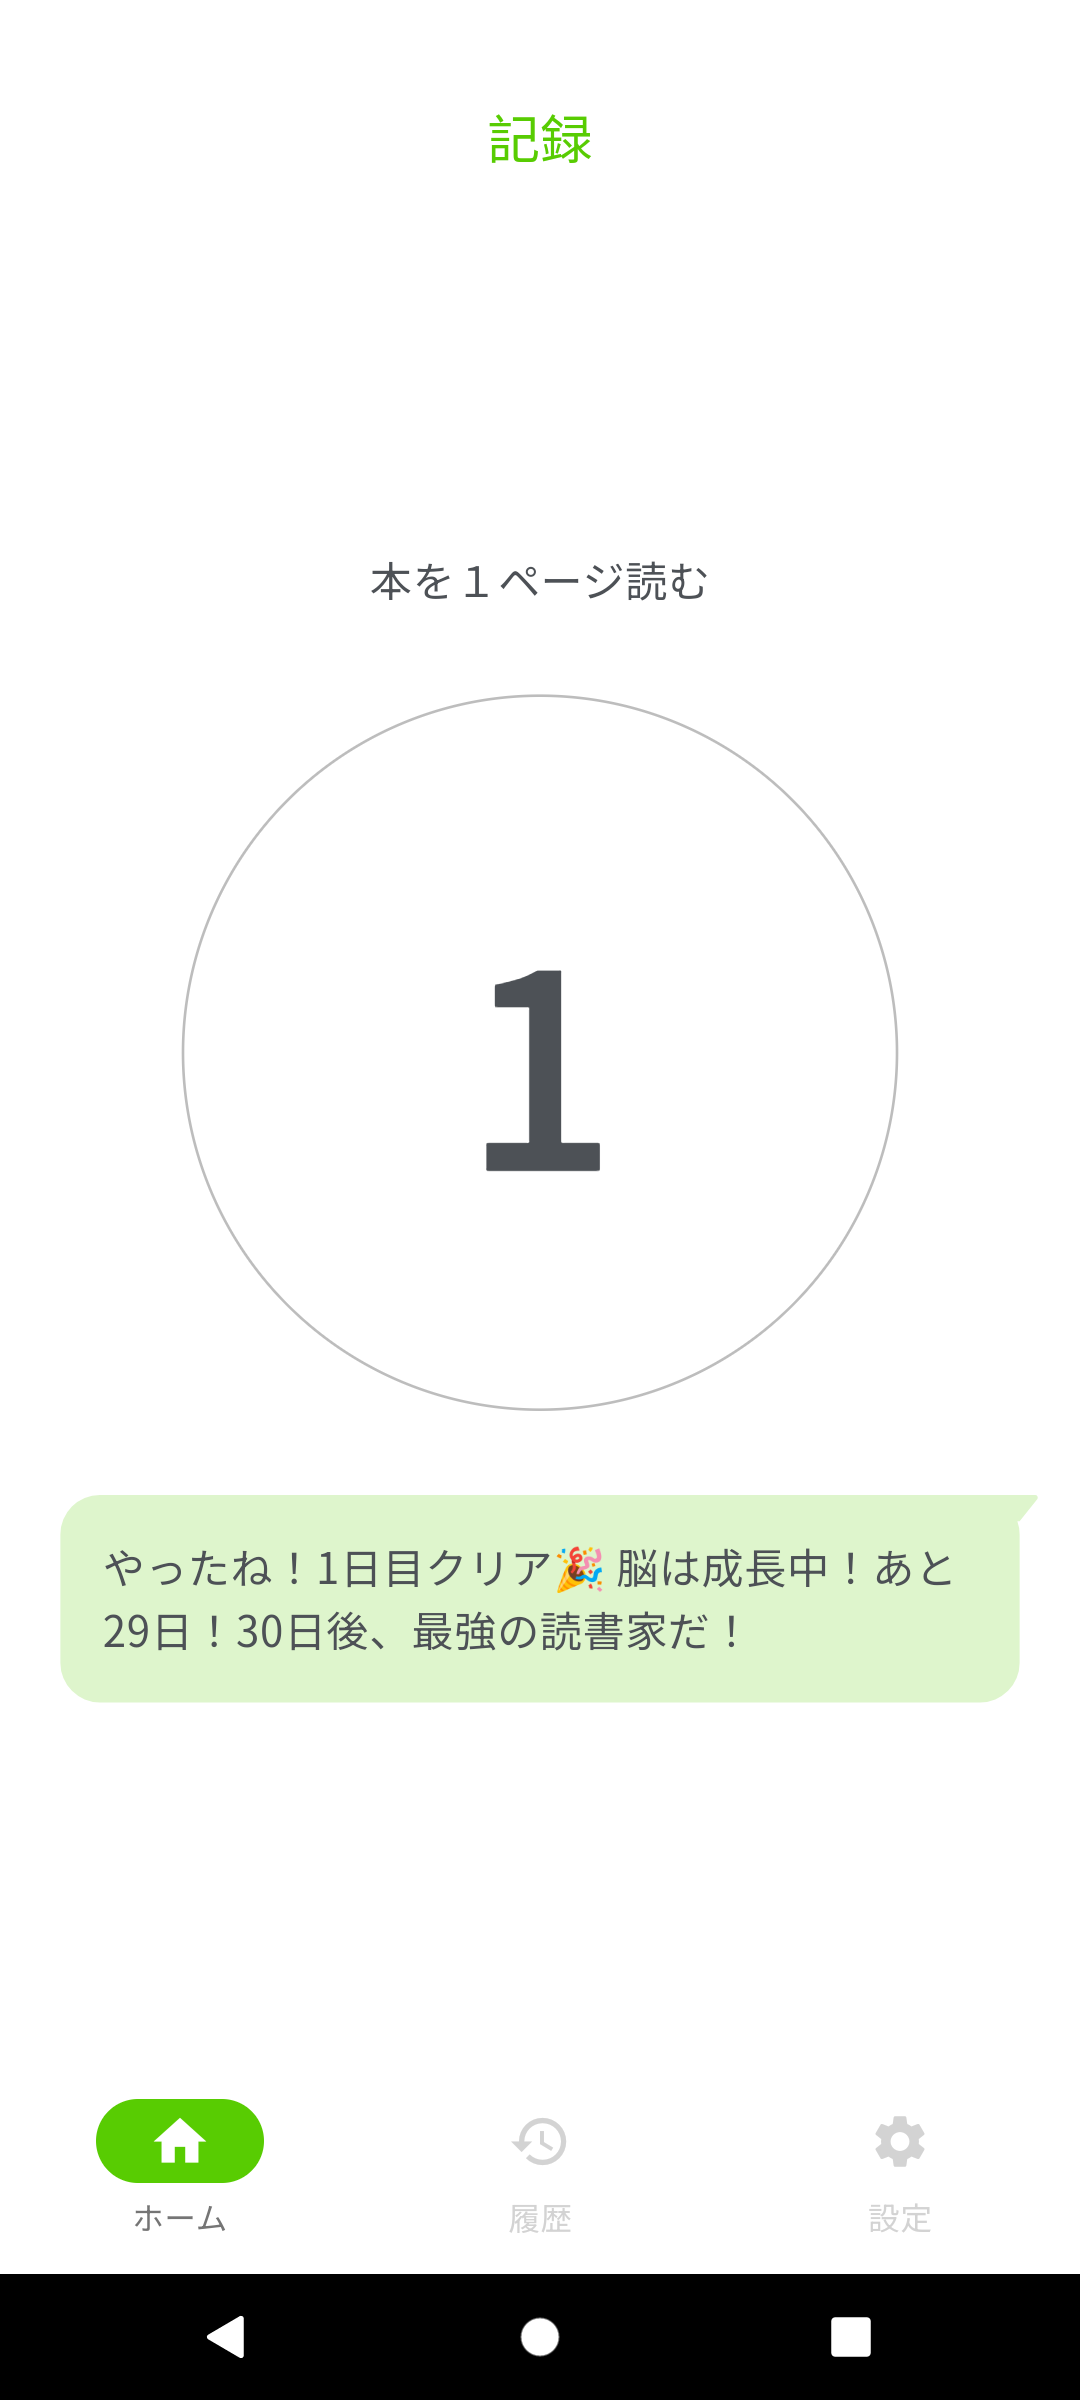 記録
本を１ページ読む
1
やったね！1日目クリア🎉 脳は成長中！あと
29日！30日後、最強の読書家だ！
ホーム
履歴
設定